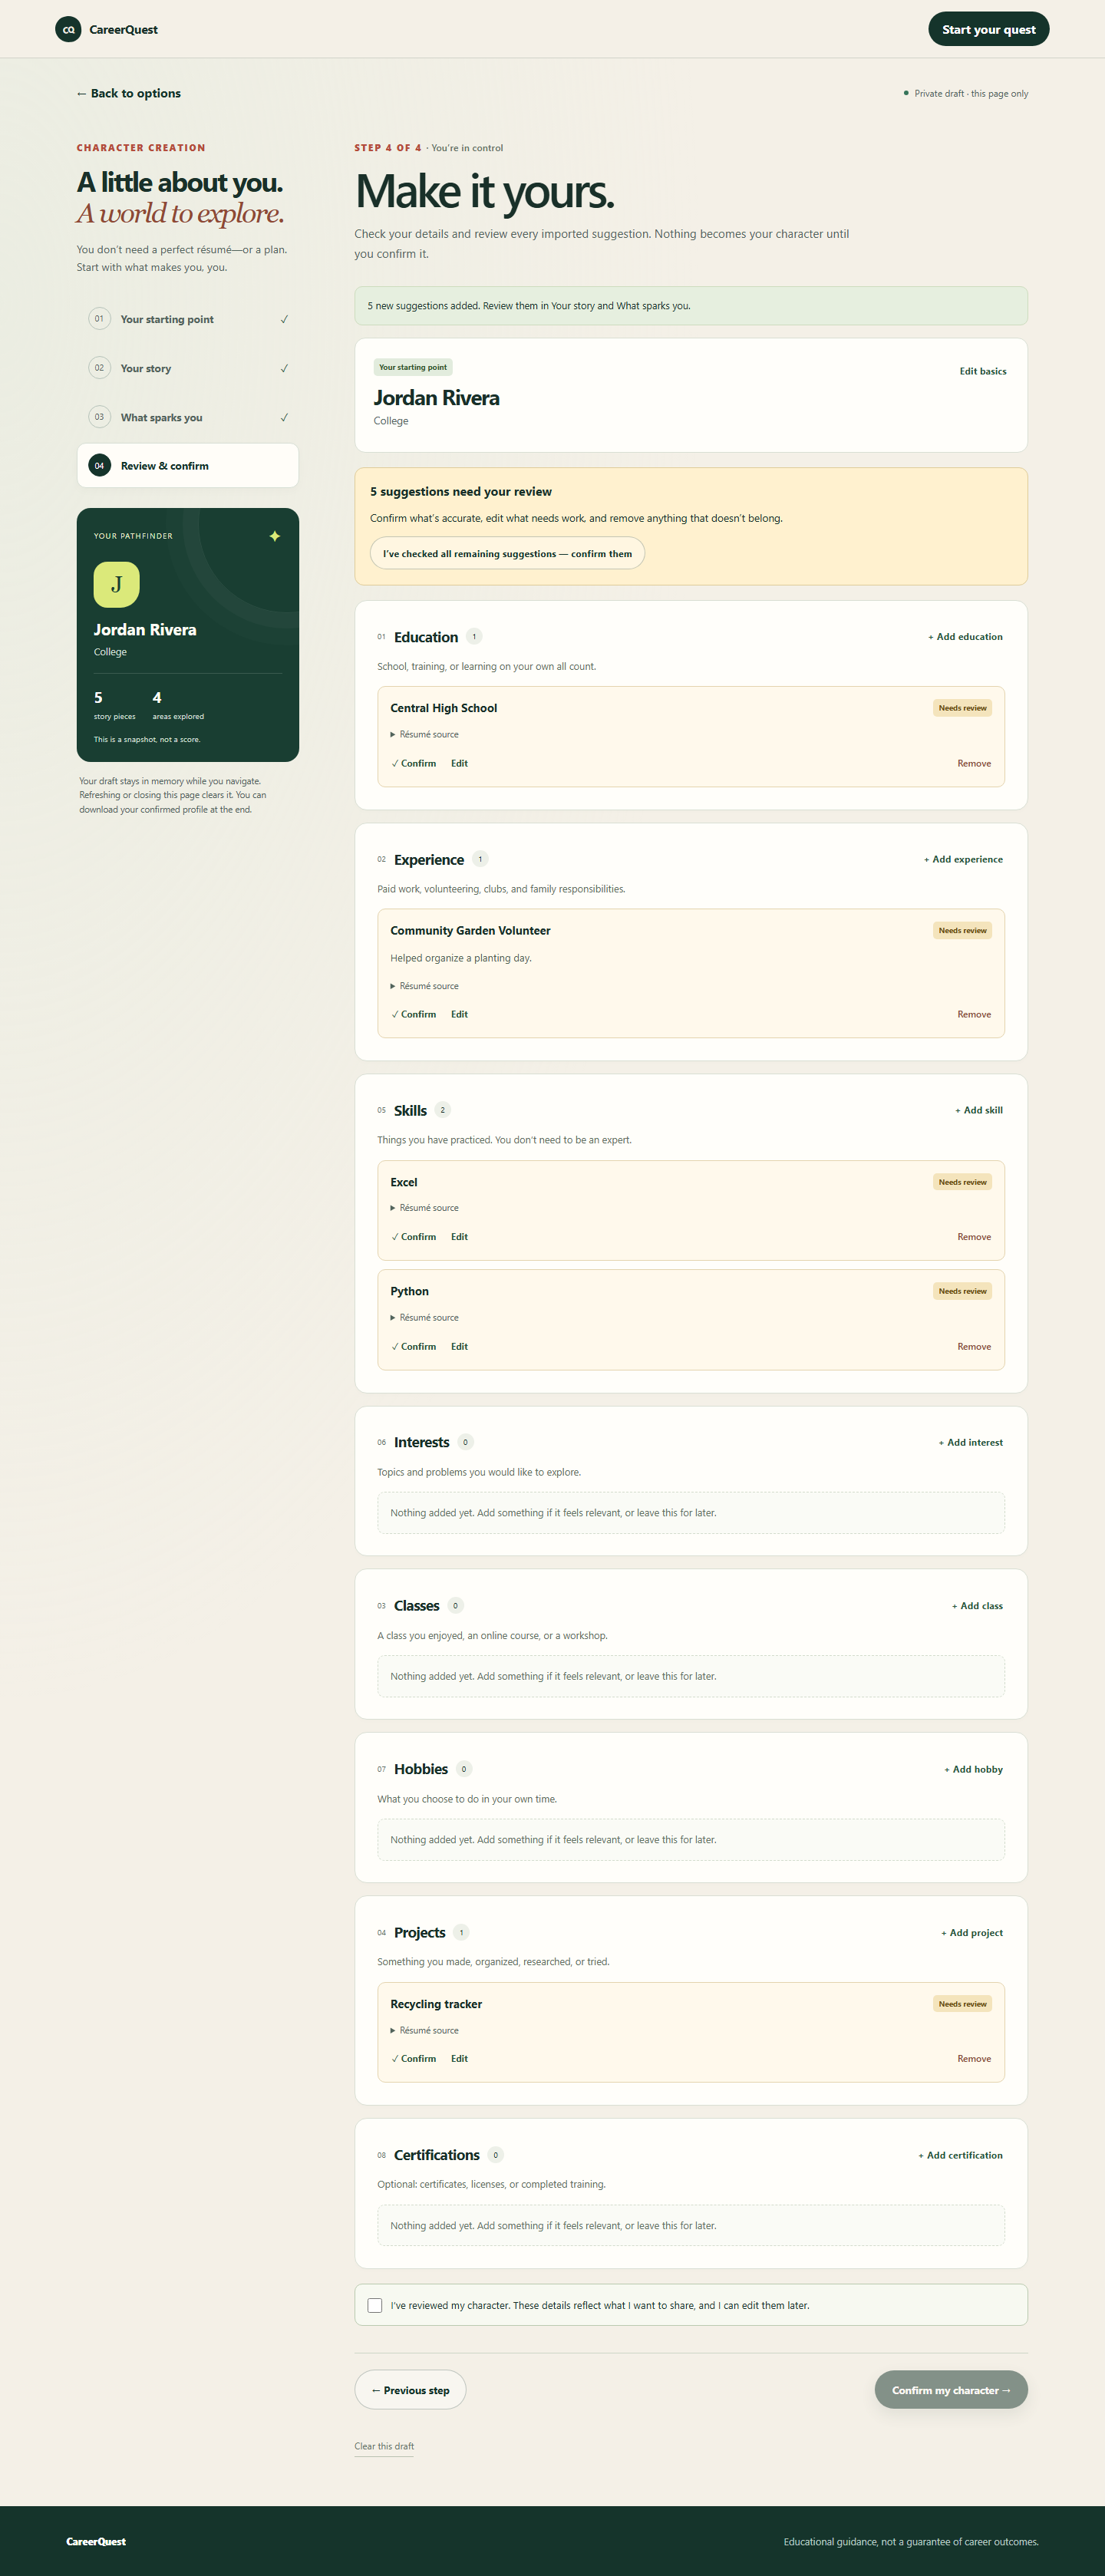 CQ CareerQuest
Start your quest
← Back to options
Private draft · this page only
CHARACTER CREATION
A little about you.
A world to explore.
You don't need a perfect résumé—or a plan.
Start with what makes you, you.
01 Your starting point ✓
02 Your story ✓
03 What sparks you ✓
04 Review & confirm
YOUR PATHFINDER
J
Jordan Rivera
College
5 4
story pieces areas explored
This is a snapshot, not a score.
Your draft stays in memory while you navigate.
Refreshing or closing this page clears it. You can
download your confirmed profile at the end.
STEP 4 OF 4 · You're in control
Make it yours.
Check your details and review every imported suggestion. Nothing becomes your character until
you confirm it.
5 new suggestions added. Review them in Your story and What sparks you.
Your starting point
Edit basics
Jordan Rivera
College
5 suggestions need your review
Confirm what's accurate, edit what needs work, and remove anything that doesn't belong.
I've checked all remaining suggestions — confirm them
01 Education 1 + Add education
School, training, or learning on your own all count.
Central High School Needs review
▶ Résumé source
✓ Confirm Edit Remove
02 Experience 1 + Add experience
Paid work, volunteering, clubs, and family responsibilities.
Community Garden Volunteer Needs review
Helped organize a planting day.
▶ Résumé source
✓ Confirm Edit Remove
05 Skills 2 + Add skill
Things you have practiced. You don't need to be an expert.
Excel Needs review
▶ Résumé source
✓ Confirm Edit Remove
Python Needs review
▶ Résumé source
✓ Confirm Edit Remove
06 Interests 0 + Add interest
Topics and problems you would like to explore.
Nothing added yet. Add something if it feels relevant, or leave this for later.
03 Classes 0 + Add class
A class you enjoyed, an online course, or a workshop.
Nothing added yet. Add something if it feels relevant, or leave this for later.
07 Hobbies 0 + Add hobby
What you choose to do in your own time.
Nothing added yet. Add something if it feels relevant, or leave this for later.
04 Projects 1 + Add project
Something you made, organized, researched, or tried.
Recycling tracker Needs review
▶ Résumé source
✓ Confirm Edit Remove
08 Certifications 0 + Add certification
Optional: certificates, licenses, or completed training.
Nothing added yet. Add something if it feels relevant, or leave this for later.
I've reviewed my character. These details reflect what I want to share, and I can edit them later.
← Previous step
Confirm my character →
Clear this draft
CareerQuest
Educational guidance, not a guarantee of career outcomes.